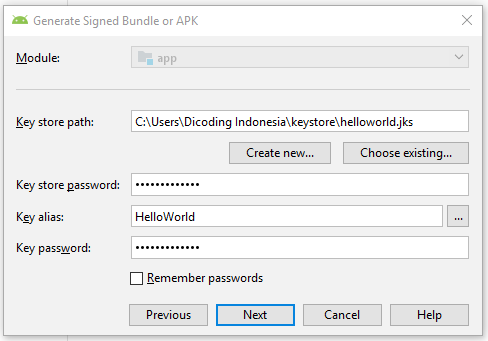 Generate Signed Bundle or APK
Module: app
Key store path: C:\Users\Dicoding Indonesia\keystore\helloworld.jks
Create new... Choose existing...
Key store password: •••••••••••••
Key alias: HelloWorld ...
Key password: •••••••••••••
Remember passwords
Previous Next Cancel Help